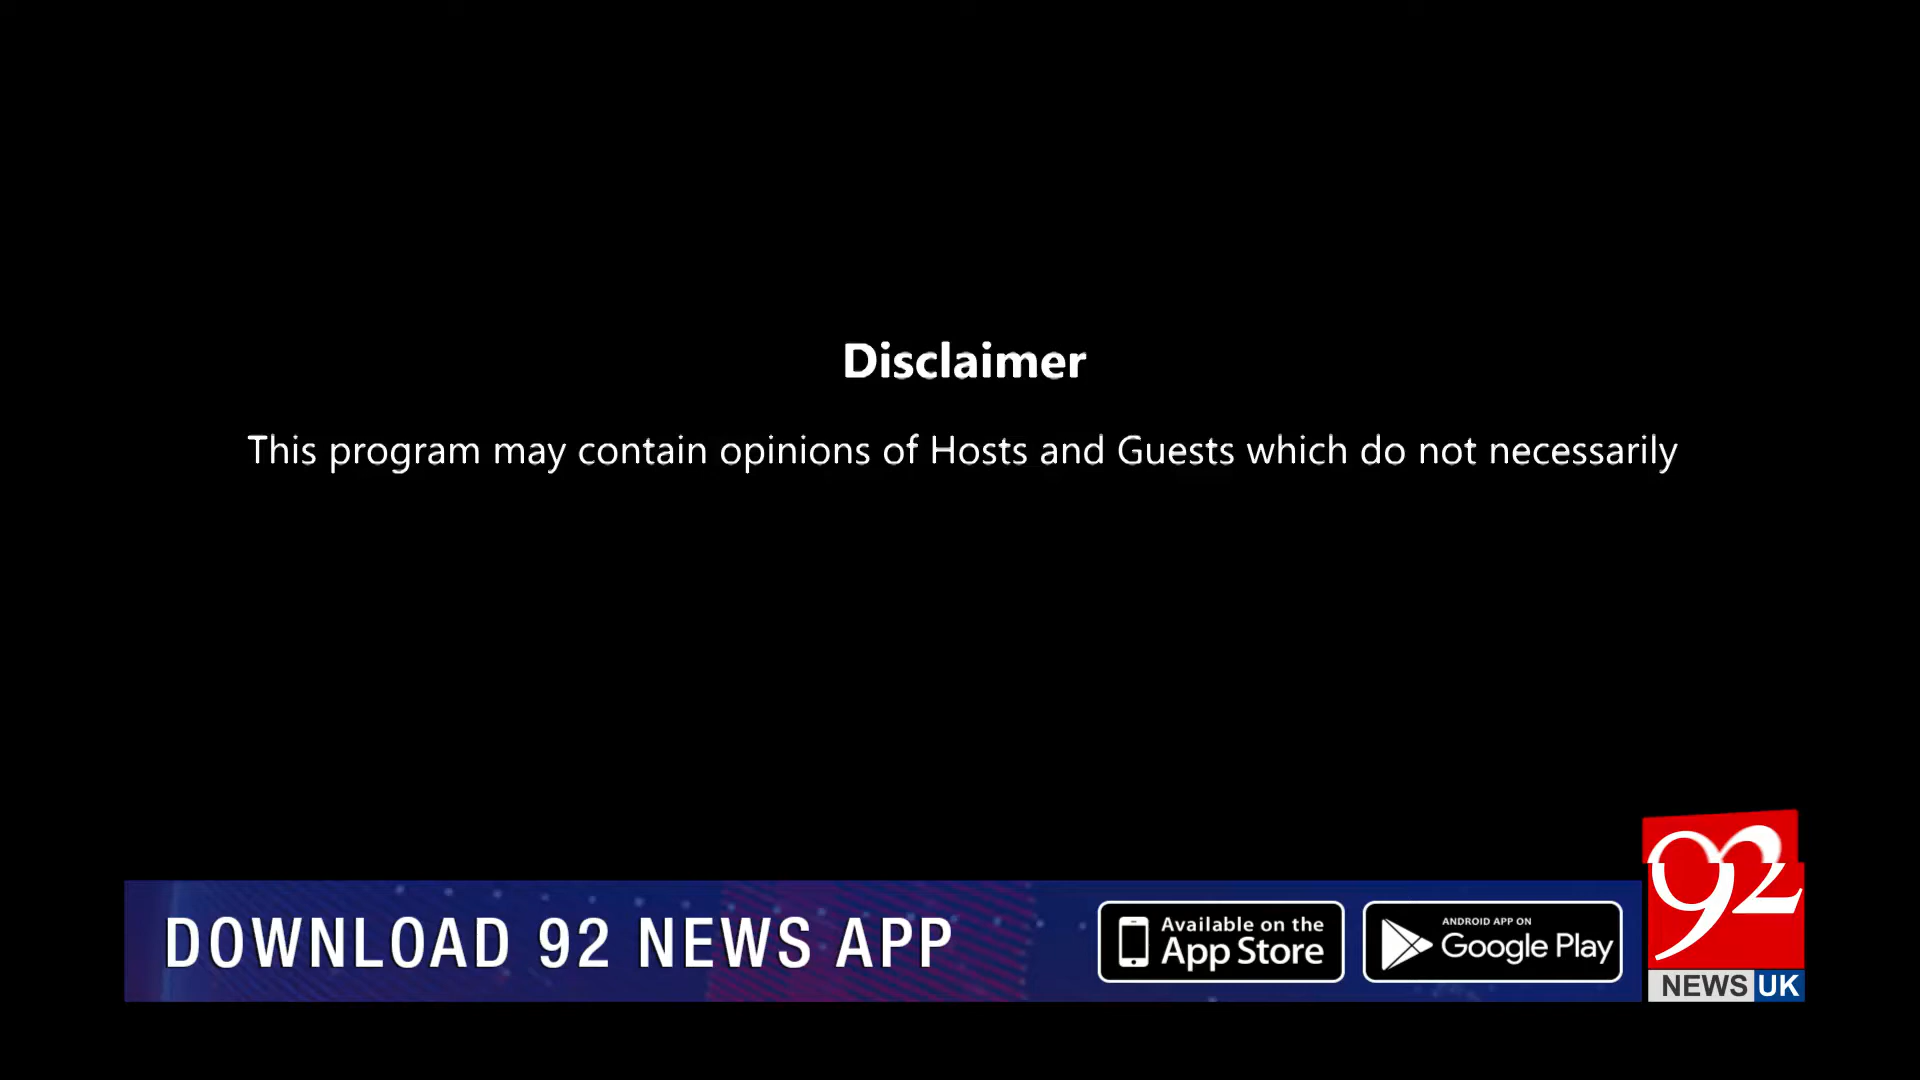 Disclaimer
This program may contain opinions of Hosts and Guests which do not necessarily
DOWNLOAD 92 NEWS APP
Available on the
App Store
ANDROID APP ON
Google Play
92
NEWS UK